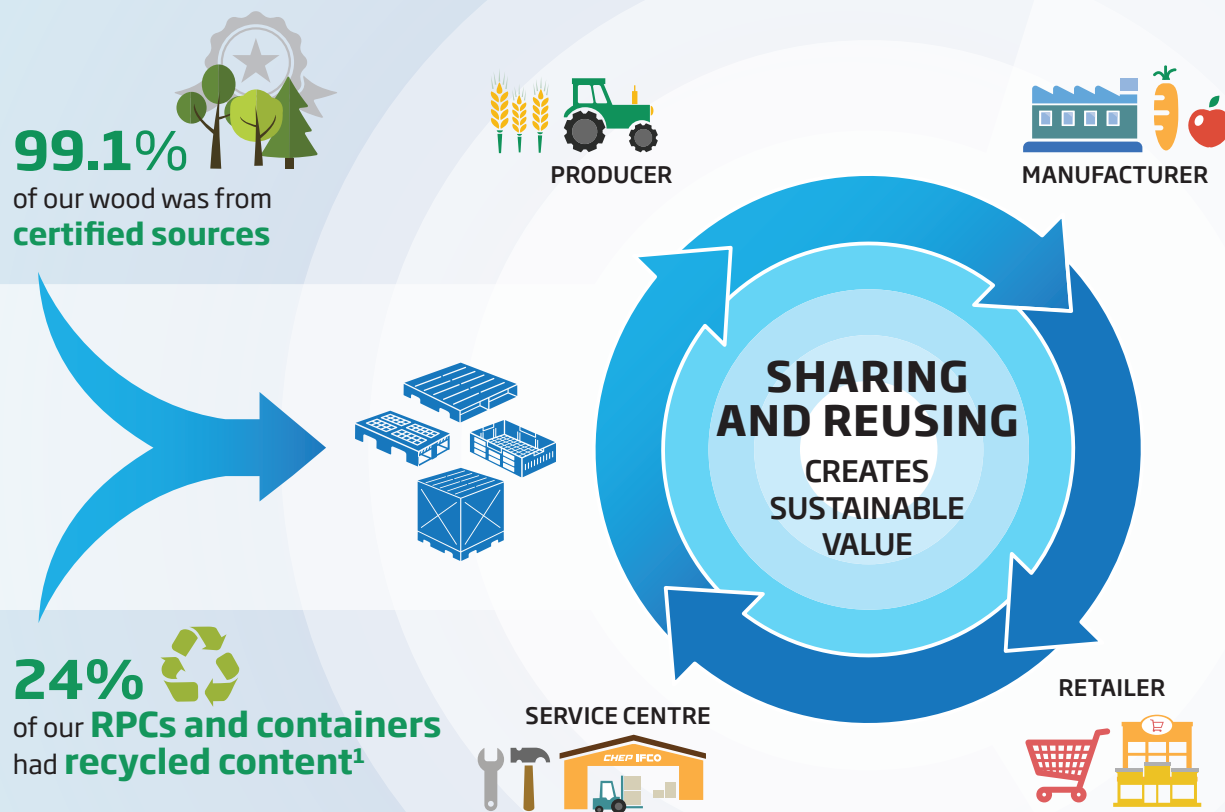 99.1%
of our wood was from
certified sources
PRODUCER
MANUFACTURER
SHARING
AND REUSING
CREATES
SUSTAINABLE
VALUE
24%
of our RPCs and containers
had recycled content¹
SERVICE CENTRE
CHEP IFCO
RETAILER